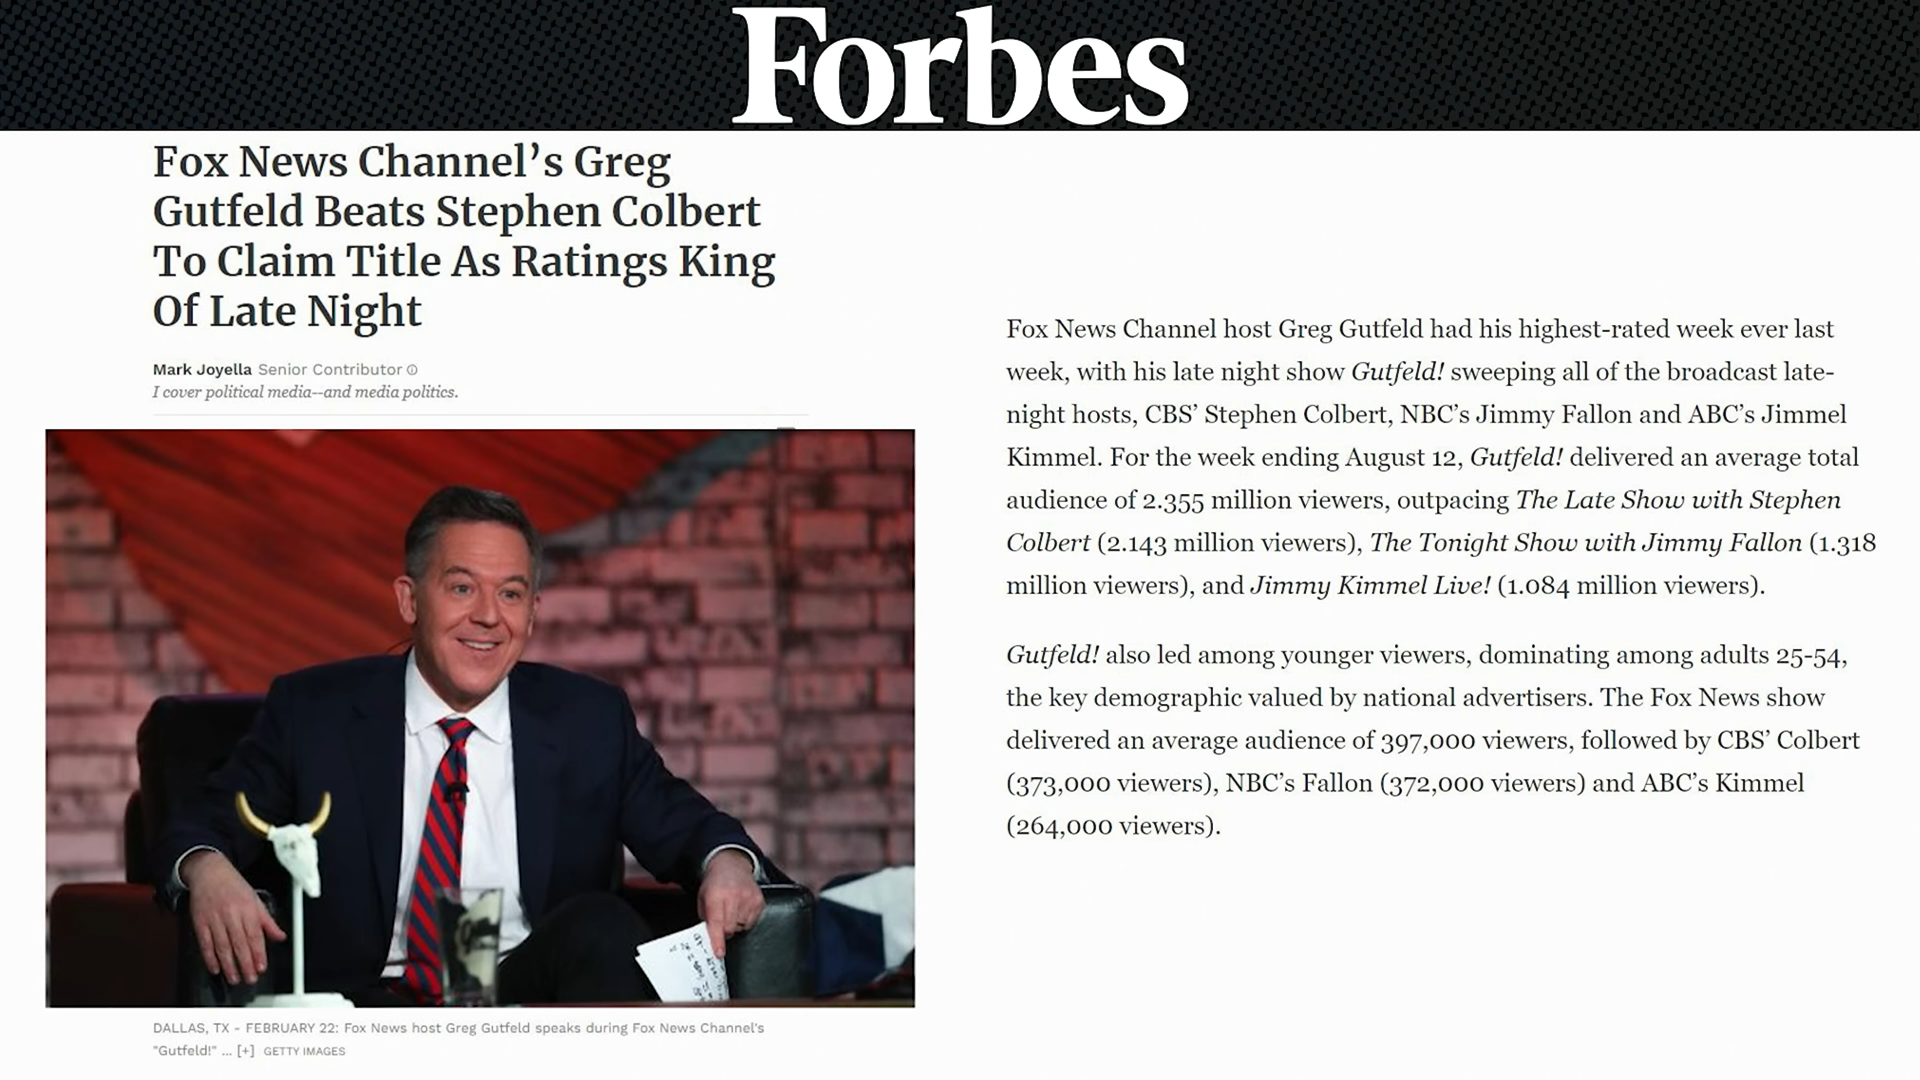 Forbes
Fox News Channel’s Greg
Gutfeld Beats Stephen Colbert
To Claim Title As Ratings King
Of Late Night
Mark Joyella Senior Contributor
I cover political media--and media politics.
DALLAS, TX - FEBRUARY 22: Fox News host Greg Gutfeld speaks during Fox News Channel's
"Gutfeld!" ... [+] GETTY IMAGES
Fox News Channel host Greg Gutfeld had his highest-rated week ever last
week, with his late night show Gutfeld! sweeping all of the broadcast late-
night hosts, CBS’ Stephen Colbert, NBC’s Jimmy Fallon and ABC’s Jimmel
Kimmel. For the week ending August 12, Gutfeld! delivered an average total
audience of 2.355 million viewers, outpacing The Late Show with Stephen
Colbert (2.143 million viewers), The Tonight Show with Jimmy Fallon (1.318
million viewers), and Jimmy Kimmel Live! (1.084 million viewers).
Gutfeld! also led among younger viewers, dominating among adults 25-54,
the key demographic valued by national advertisers. The Fox News show
delivered an average audience of 397,000 viewers, followed by CBS’ Colbert
(373,000 viewers), NBC’s Fallon (372,000 viewers) and ABC’s Kimmel
(264,000 viewers).